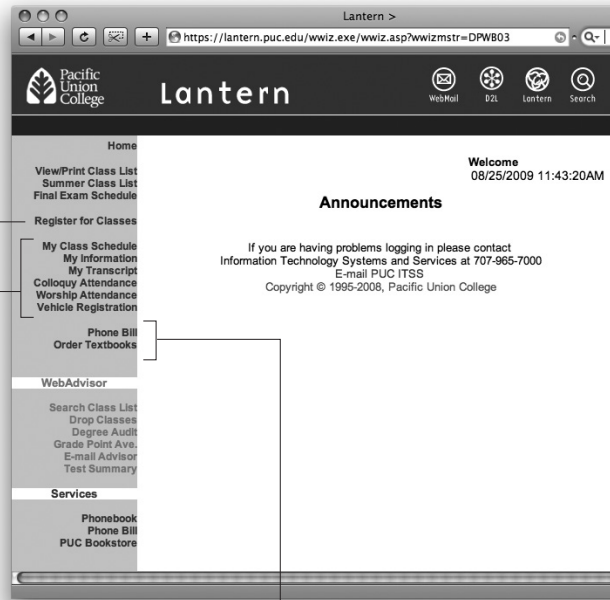 Lantern >
https://lantern.puc.edu/wwiz.exe/wwiz.asp?wwizmstr=DPWB03
Q-
Pacific
Union
College
Lantern
WebMail
D2L
Lantern
Search
Home
View/Print Class List
Summer Class List
Final Exam Schedule
Register for Classes
My Class Schedule
My Information
My Transcript
Colloquy Attendance
Worship Attendance
Vehicle Registration
Phone Bill
Order Textbooks
WebAdvisor
Search Class List
Drop Classes
Degree Audit
Grade Point Ave.
E-mail Advisor
Test Summary
Services
Phonebook
Phone Bill
PUC Bookstore
Welcome
08/25/2009 11:43:20AM
Announcements
If you are having problems logging in please contact
Information Technology Systems and Services at 707-965-7000
E-mail PUC ITSS
Copyright © 1995-2008, Pacific Union College